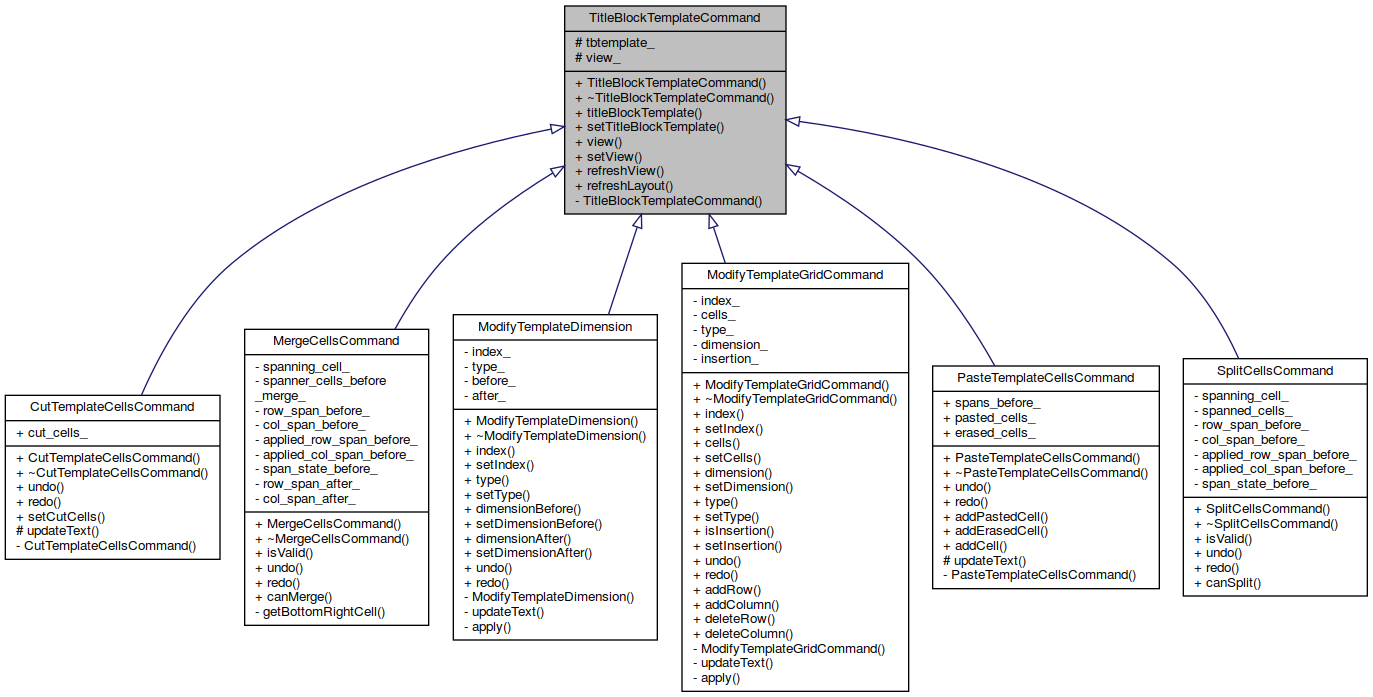 TitleBlockTemplateCommand
# tbtemplate_
# view_
+ TitleBlockTemplateCommand()
+ ~TitleBlockTemplateCommand()
+ titleBlockTemplate()
+ setTitleBlockTemplate()
+ view()
+ setView()
+ refreshView()
+ refreshLayout()
- TitleBlockTemplateCommand()
CutTemplateCellsCommand
+ cut_cells_
+ CutTemplateCellsCommand()
+ ~CutTemplateCellsCommand()
+ undo()
+ redo()
+ setCutCells()
# updateText()
- CutTemplateCellsCommand()
MergeCellsCommand
- spanning_cell_
- spanner_cells_before
_merge_
- row_span_before_
- col_span_before_
- applied_row_span_before_
- applied_col_span_before_
- span_state_before_
- row_span_after_
- col_span_after_
+ MergeCellsCommand()
+ ~MergeCellsCommand()
+ isValid()
+ undo()
+ redo()
+ canMerge()
- getBottomRightCell()
ModifyTemplateDimension
- index_
- type_
- before_
- after_
+ ModifyTemplateDimension()
+ ~ModifyTemplateDimension()
+ index()
+ setIndex()
+ type()
+ setType()
+ dimensionBefore()
+ setDimensionBefore()
+ dimensionAfter()
+ setDimensionAfter()
+ undo()
+ redo()
- ModifyTemplateDimension()
- updateText()
- apply()
ModifyTemplateGridCommand
- index_
- cells_
- type_
- dimension_
- insertion_
+ ModifyTemplateGridCommand()
+ ~ModifyTemplateGridCommand()
+ index()
+ setIndex()
+ cells()
+ setCells()
+ dimension()
+ setDimension()
+ type()
+ setType()
+ isInsertion()
+ setInsertion()
+ undo()
+ redo()
+ addRow()
+ addColumn()
+ deleteRow()
+ deleteColumn()
- ModifyTemplateGridCommand()
- updateText()
- apply()
PasteTemplateCellsCommand
+ spans_before_
+ pasted_cells_
+ erased_cells_
+ PasteTemplateCellsCommand()
+ ~PasteTemplateCellsCommand()
+ undo()
+ redo()
+ addPastedCell()
+ addErasedCell()
+ addCell()
# updateText()
- PasteTemplateCellsCommand()
SplitCellsCommand
- spanning_cell_
- spanned_cells_
- row_span_before_
- col_span_before_
- applied_row_span_before_
- applied_col_span_before_
- span_state_before_
+ SplitCellsCommand()
+ ~SplitCellsCommand()
+ isValid()
+ undo()
+ redo()
+ canSplit()